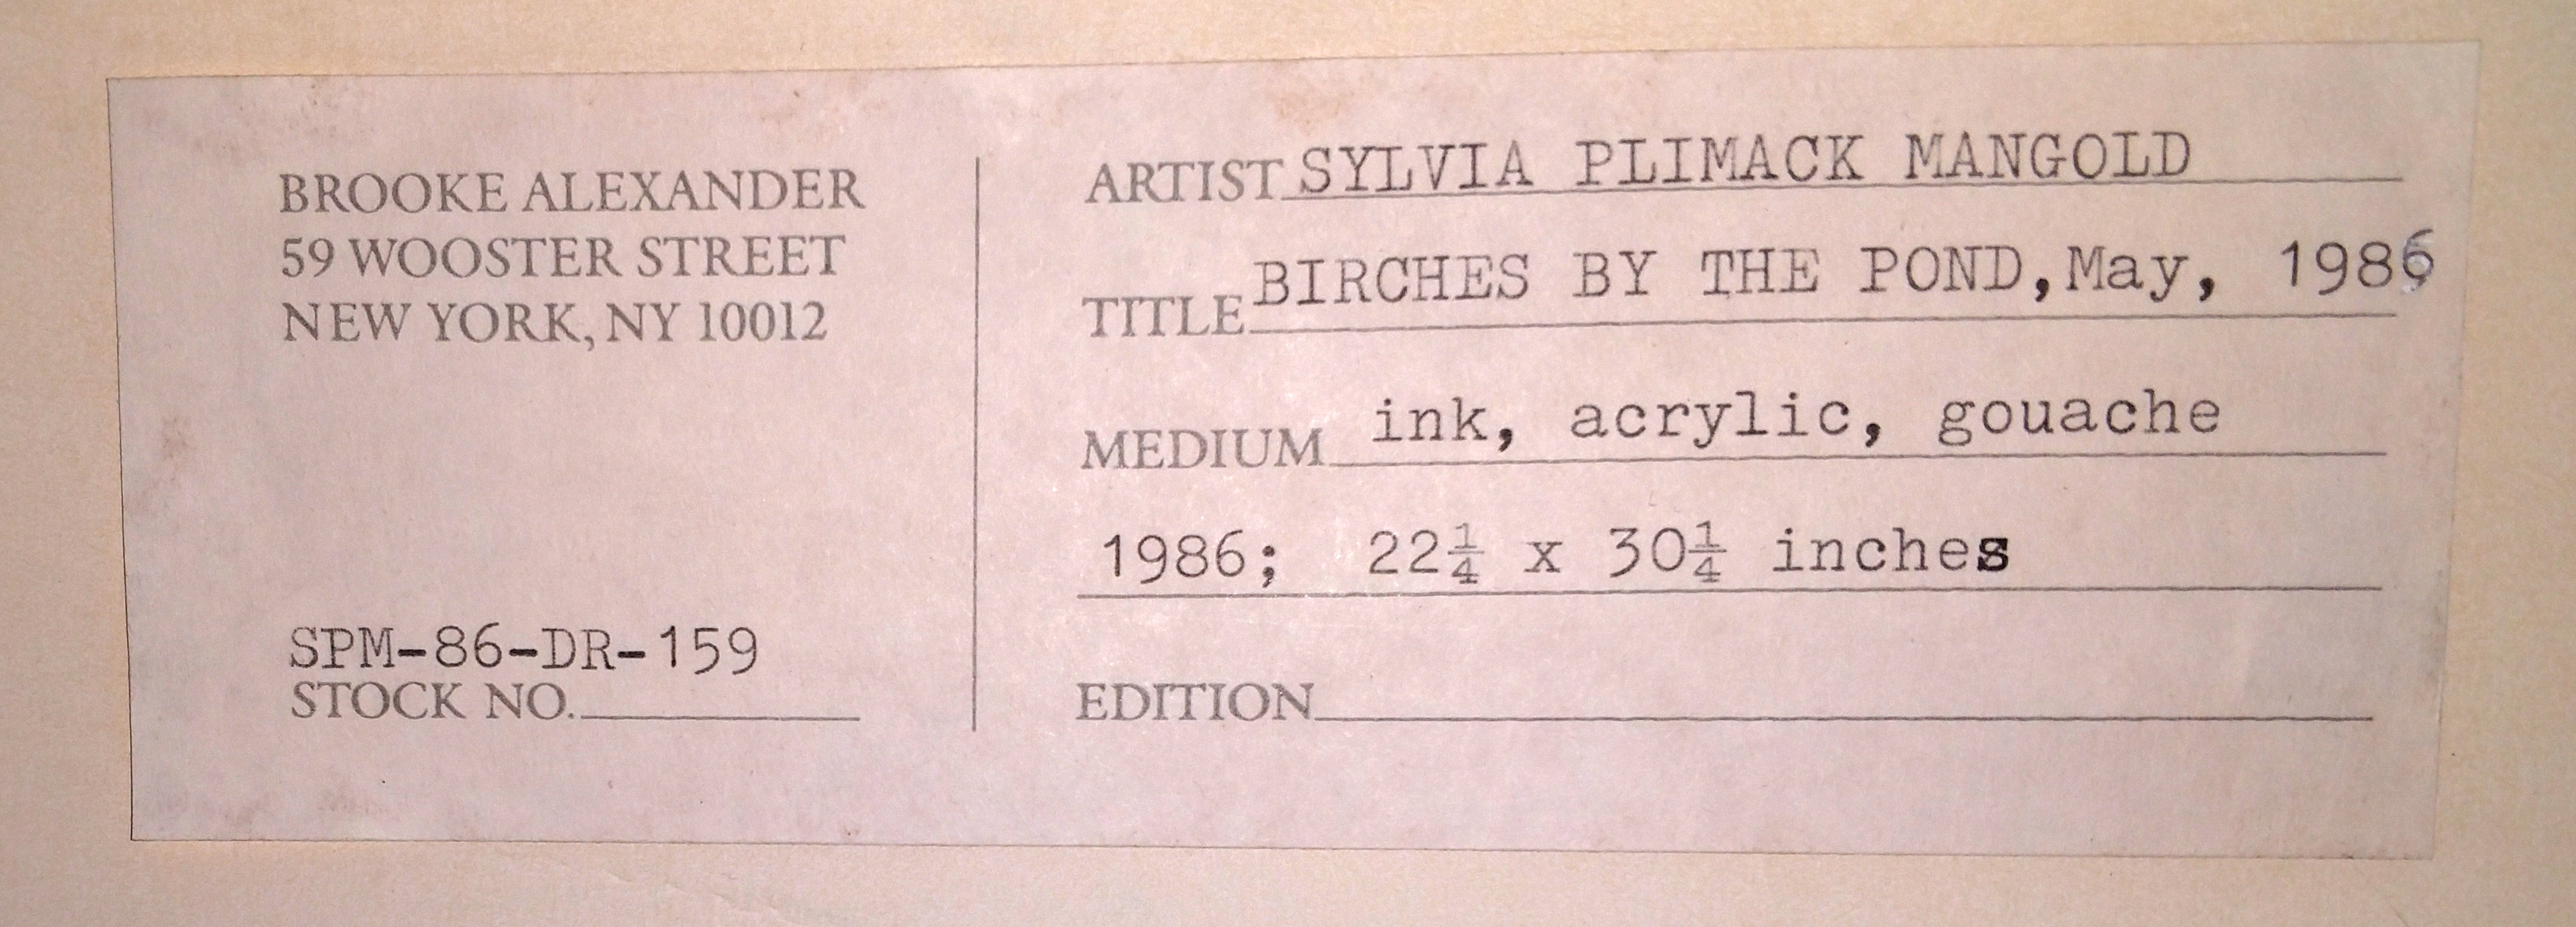 BROOKE ALEXANDER
59 WOOSTER STREET
NEW YORK, NY 10012
SPM-86-DR-159
STOCK NO.
ARTIST SYLVIA PLIMACK MANGOLD
TITLE BIRCHES BY THE POND, May, 1986
MEDIUM ink, acrylic, gouache
1986; 22¼ x 30¼ inches
EDITION